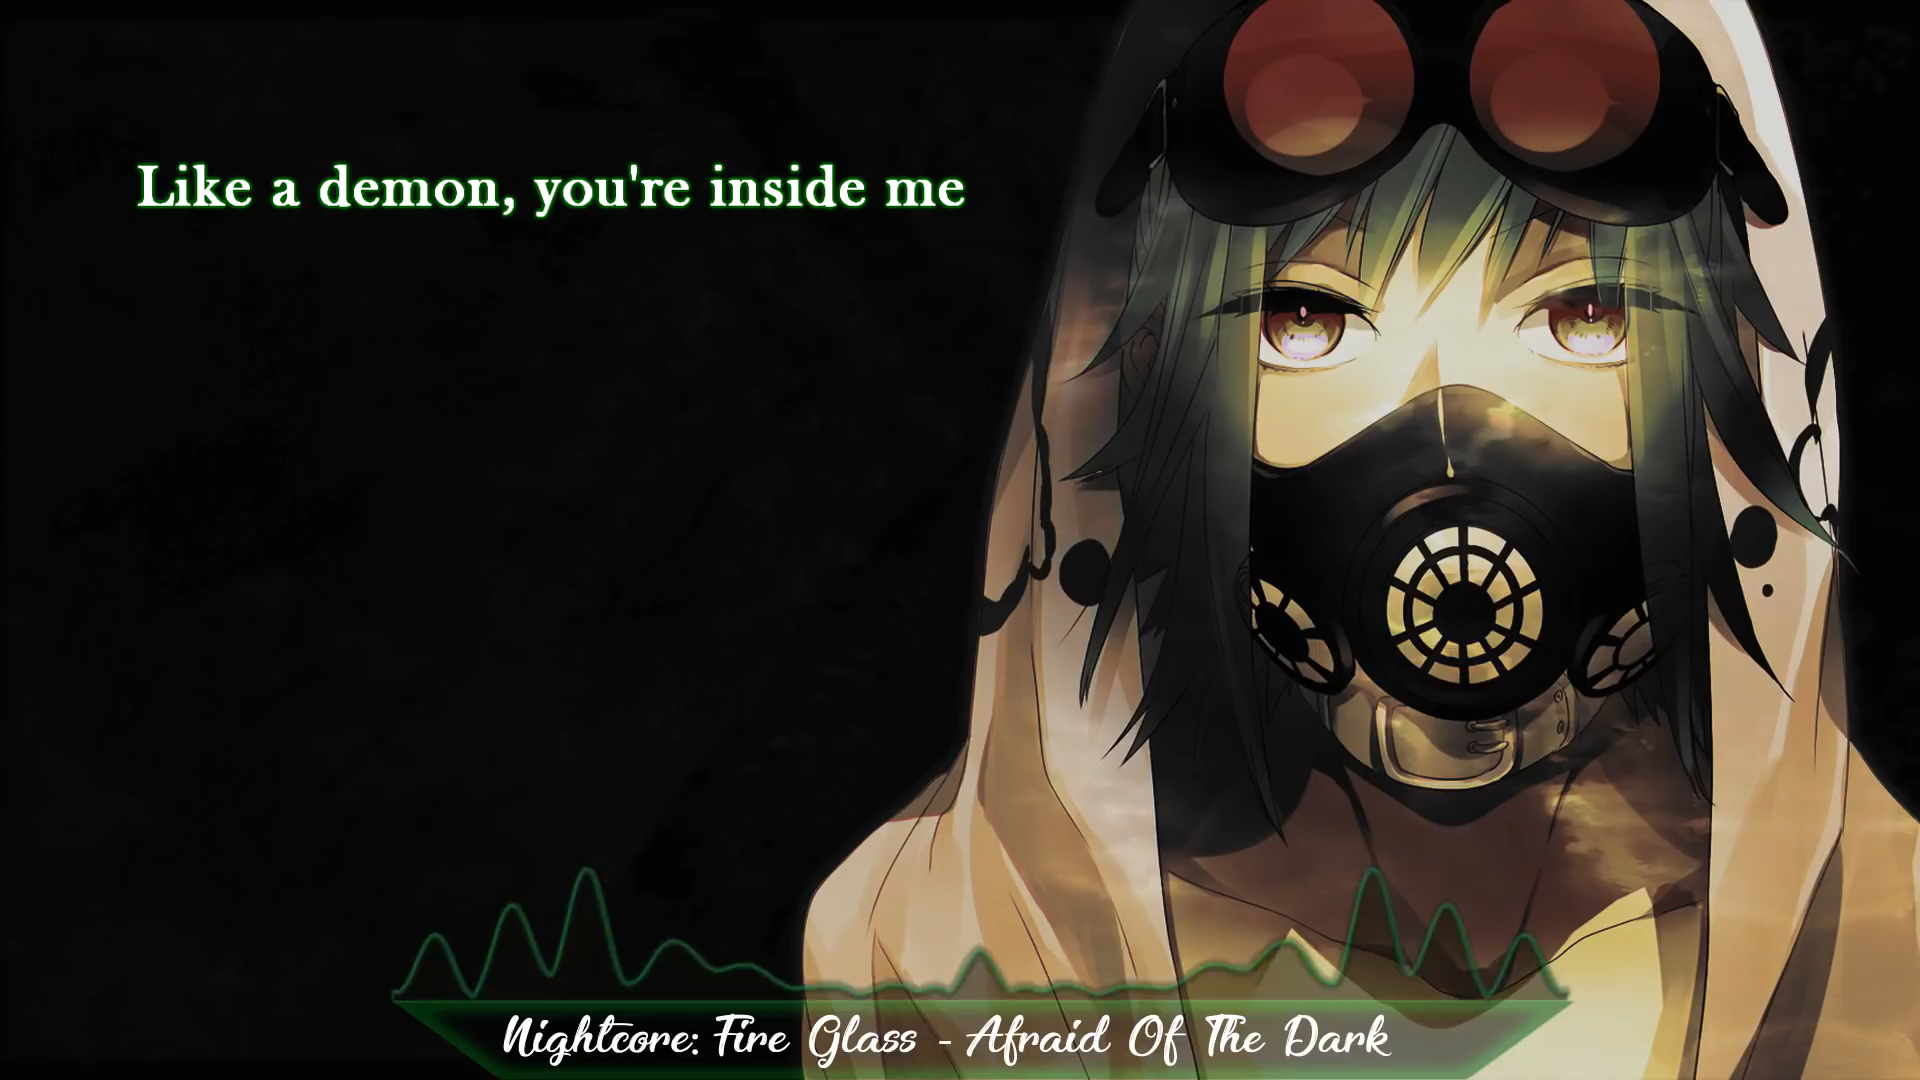 Like a demon, you're inside me
Nightcore: Fire Glass - Afraid Of The Dark